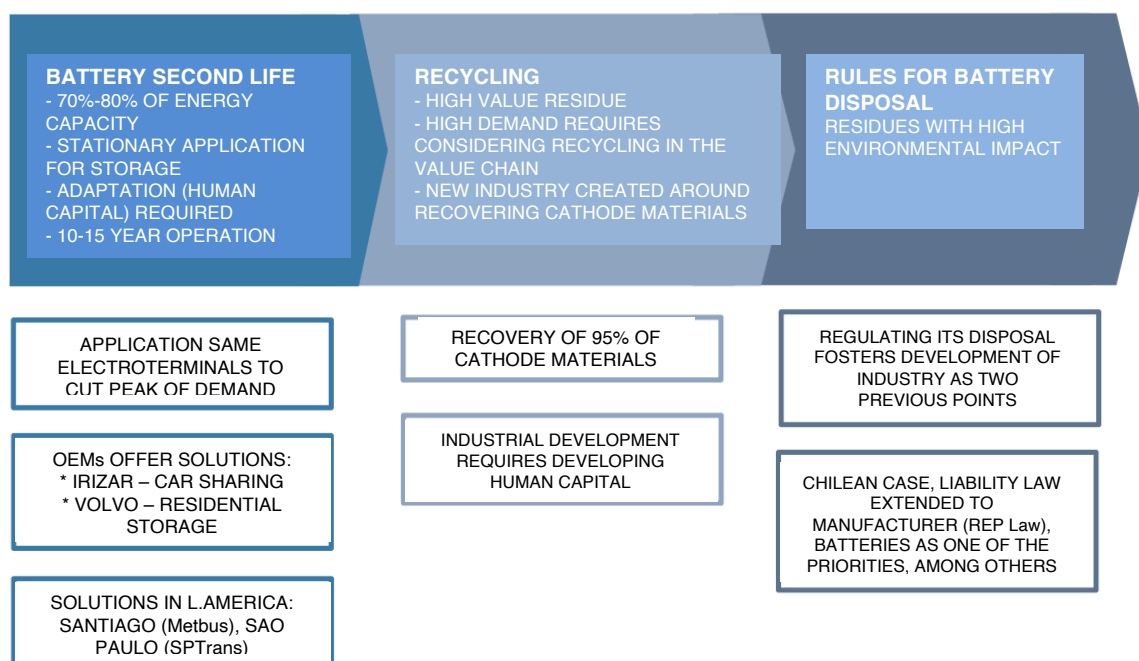 BATTERY SECOND LIFE
- 70%-80% OF ENERGY
CAPACITY
- STATIONARY APPLICATION
FOR STORAGE
- ADAPTATION (HUMAN
CAPITAL) REQUIRED
- 10-15 YEAR OPERATION
RECYCLING
- HIGH VALUE RESIDUE
- HIGH DEMAND REQUIRES
CONSIDERING RECYCLING IN THE
VALUE CHAIN
- NEW INDUSTRY CREATED AROUND
RECOVERING CATHODE MATERIALS
RULES FOR BATTERY
DISPOSAL
RESIDUES WITH HIGH
ENVIRONMENTAL IMPACT
APPLICATION SAME
ELECTROTERMINALS TO
CUT PEAK OF DEMAND
OEMs OFFER SOLUTIONS:
* IRIZAR – CAR SHARING
* VOLVO – RESIDENTIAL
STORAGE
SOLUTIONS IN L.AMERICA:
SANTIAGO (Metbus), SAO
PAULO (SPTrans)
RECOVERY OF 95% OF
CATHODE MATERIALS
INDUSTRIAL DEVELOPMENT
REQUIRES DEVELOPING
HUMAN CAPITAL
REGULATING ITS DISPOSAL
FOSTERS DEVELOPMENT OF
INDUSTRY AS TWO
PREVIOUS POINTS
CHILEAN CASE, LIABILITY LAW
EXTENDED TO
MANUFACTURER (REP Law),
BATTERIES AS ONE OF THE
PRIORITIES, AMONG OTHERS